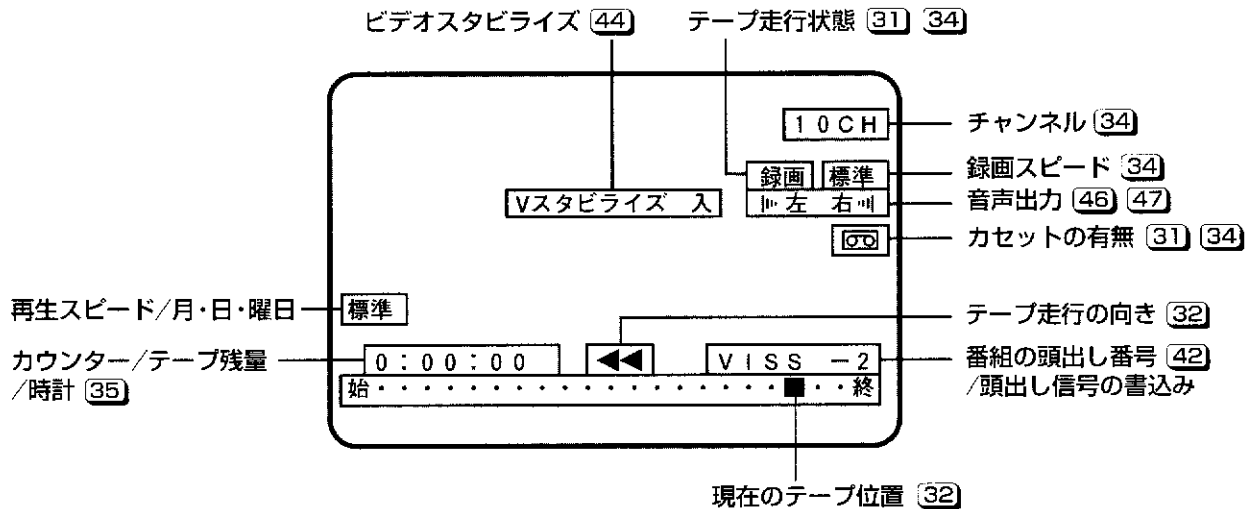 ビデオスタビライズ 44
テープ走行状態 31 34
10CH
チャンネル 34
録画 標準
録画スピード 34
Vスタビライズ 入
左 右
音声出力 46 47
カセットの有無 31 34
再生スピード/月・日・曜日
標準
テープ走行の向き 32
カウンター/テープ残量
/時計 35
0:00:00
◀◀
VISS −2
番組の頭出し番号 42
/頭出し信号の書込み
始・・・・・・・・・・・・・・・・・・・・■・・終
現在のテープ位置 32